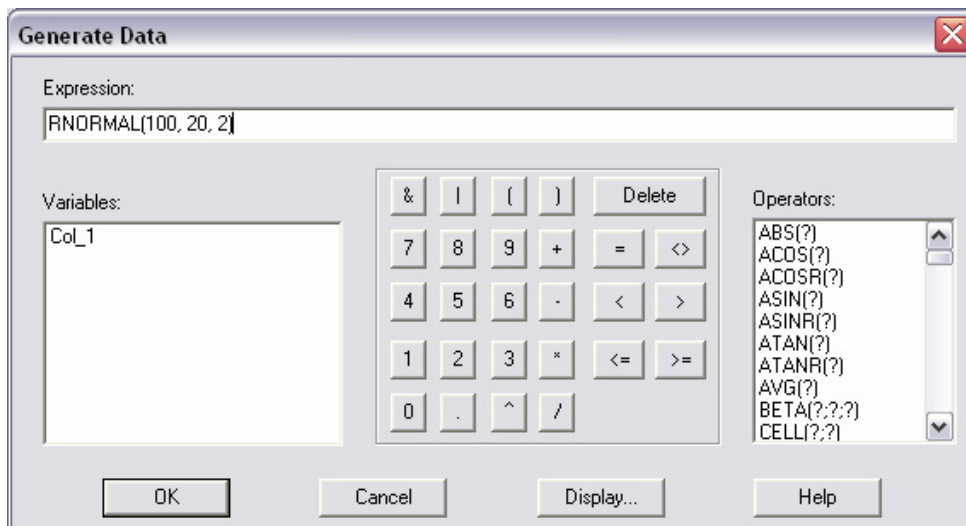 Generate Data
Expression:
RNORMAL(100, 20, 2)
Variables:
Col_1
& | ( ) Delete
7 8 9 + = <>
4 5 6 - < >
1 2 3 * <= >=
0 . ^ /
Operators:
ABS(?)
ACOS(?)
ACOSR(?)
ASIN(?)
ASINR(?)
ATAN(?)
ATANR(?)
AVG(?)
BETA(?;?;?)
CELL(?;?)
OK Cancel Display... Help